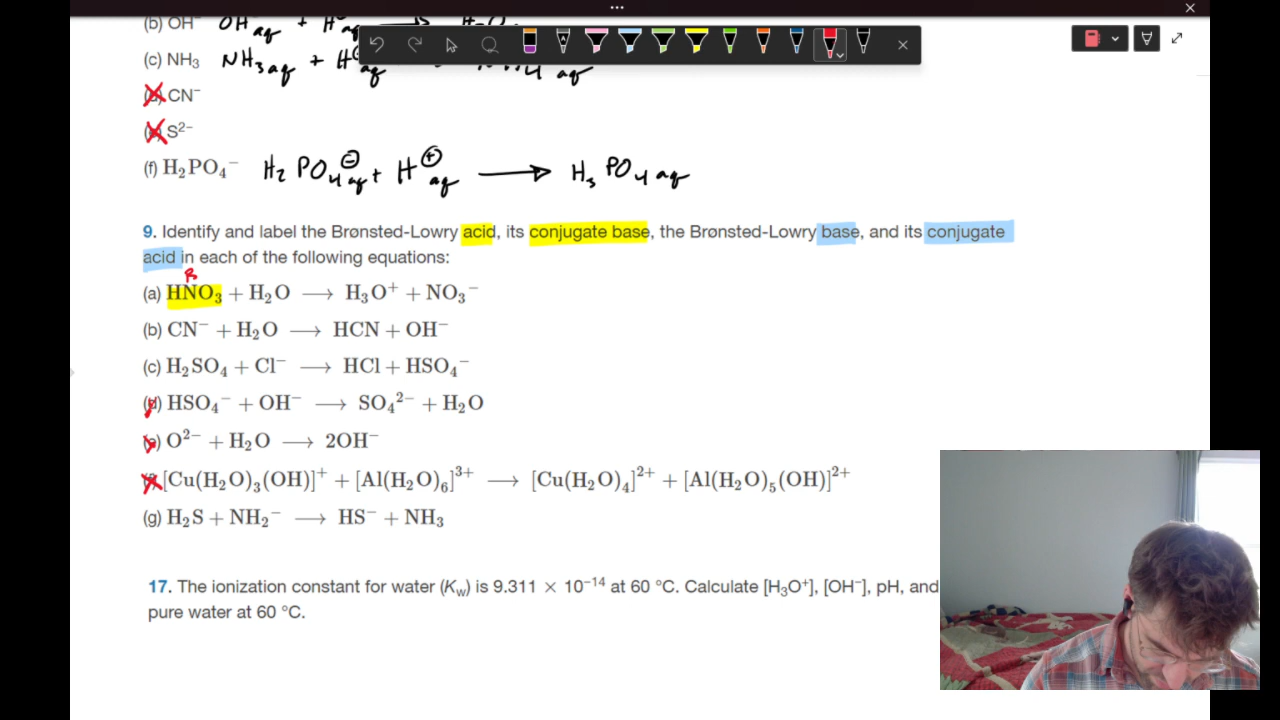 (b) OH⁻ OH aq + H aq → H₂O
(c) NH₃ NH₃ aq + H⁺ aq aq
CN⁻
S²⁻
(f) H₂PO₄⁻ H₂PO₄⁻ aq + H⁺ aq → H₃PO₄ aq
9. Identify and label the Brønsted-Lowry acid, its conjugate base, the Brønsted-Lowry base, and its conjugate
acid in each of the following equations:
(a) HNO₃ + H₂O → H₃O⁺ + NO₃⁻
(b) CN⁻ + H₂O → HCN + OH⁻
(c) H₂SO₄ + Cl⁻ → HCl + HSO₄⁻
(d) HSO₄⁻ + OH⁻ → SO₄²⁻ + H₂O
(e) O²⁻ + H₂O → 2OH⁻
[Cu(H₂O)₃(OH)]⁺ + [Al(H₂O)₆]³⁺ → [Cu(H₂O)₄]²⁺ + [Al(H₂O)₅(OH)]²⁺
(g) H₂S + NH₂⁻ → HS⁻ + NH₃
17. The ionization constant for water (Kw) is 9.311 × 10⁻¹⁴ at 60 °C. Calculate [H₃O⁺], [OH⁻], pH, and
pure water at 60 °C.